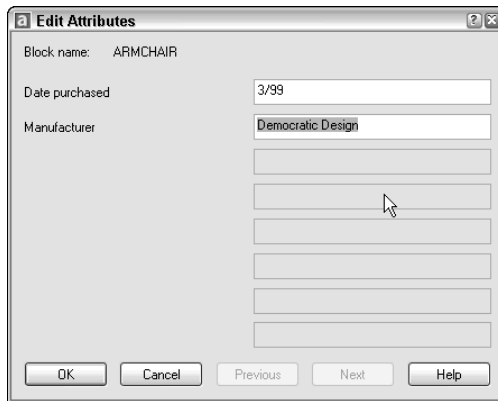 a Edit Attributes
Block name: ARMCHAIR
Date purchased 3/99
Manufacturer Democratic Design
OK Cancel Previous Next Help